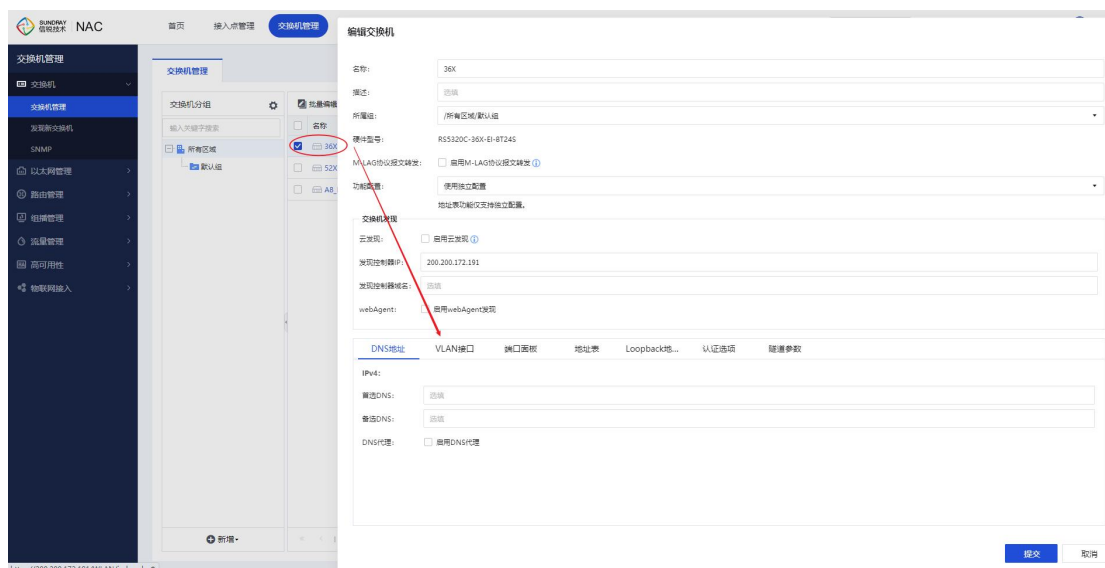 SUNDRAY
信锐技术
NAC
首页
接入点管理
交换机管理
编辑交换机
交换机管理
交换机
交换机管理
发现新交换机
SNMP
以太网管理
路由管理
组播管理
流量管理
高可用性
物联网接入
交换机管理
交换机分组
输入关键字搜索
所有区域
默认组
新增
批量编辑
名称
36X
52X
A8_
名称: 36X
描述: 选填
所属组: /所有区域/默认组
硬件型号: RS5320C-36X-EI-8T24S
M-LAG协议报文转发: 启用M-LAG协议报文转发
功能配置: 使用独立配置
地址表功能仅支持独立配置。
交换机发现
云发现: 启用云发现
发现控制器IP: 200.200.172.191
发现控制器域名: 选填
webAgent: 启用webAgent发现
DNS地址 VLAN接口 端口面板 地址表 Loopback地... 认证选项 隧道参数
IPv4:
首选DNS: 选填
备选DNS: 选填
DNS代理: 启用DNS代理
提交 取消